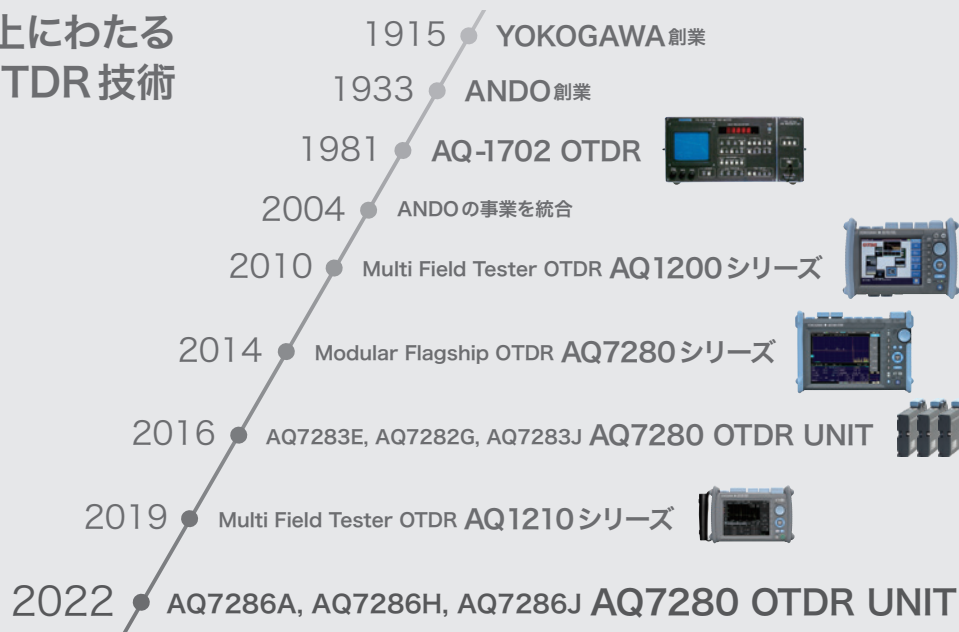 上にわたる
TDR技術
1915 YOKOGAWA創業
1933 ANDO創業
1981 AQ-1702 OTDR
2004 ANDOの事業を統合
2010 Multi Field Tester OTDR AQ1200シリーズ
2014 Modular Flagship OTDR AQ7280シリーズ
2016 AQ7283E, AQ7282G, AQ7283J AQ7280 OTDR UNIT
2019 Multi Field Tester OTDR AQ1210シリーズ
2022 AQ7286A, AQ7286H, AQ7286J AQ7280 OTDR UNIT